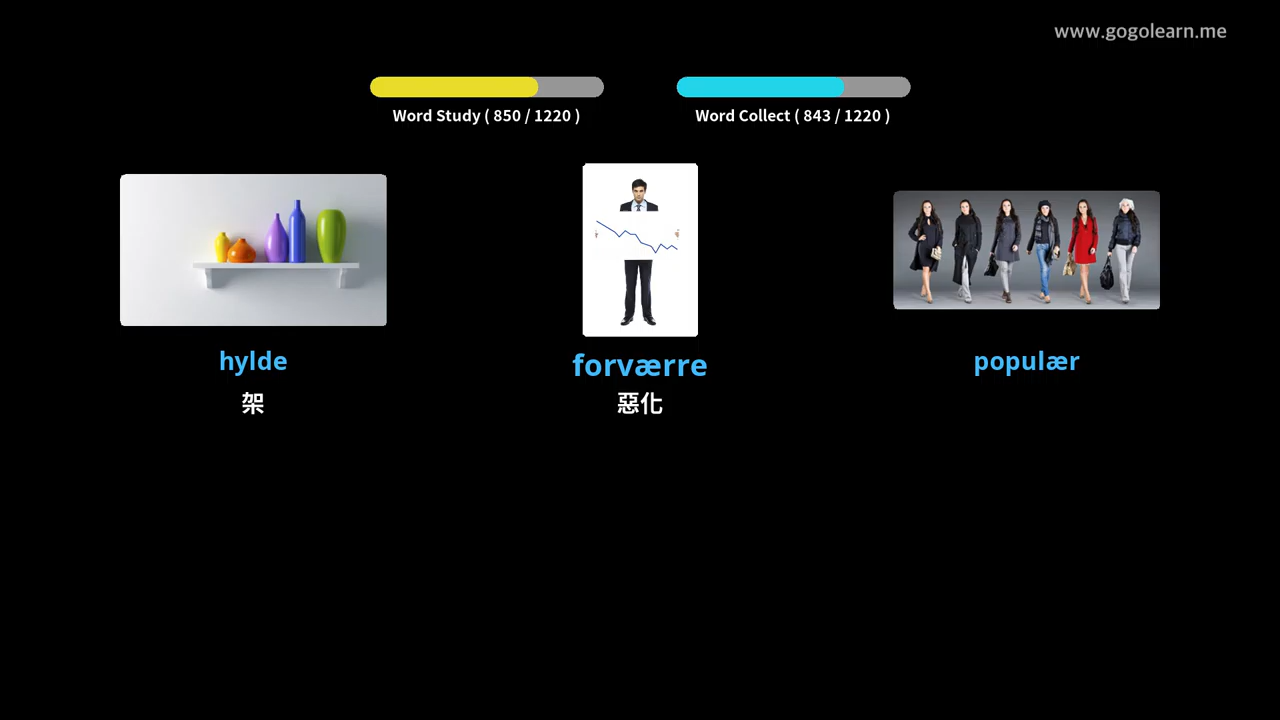 www.gogolearn.me
Word Study ( 850 / 1220 )
Word Collect ( 843 / 1220 )
hylde
forværre
populær
架
惡化